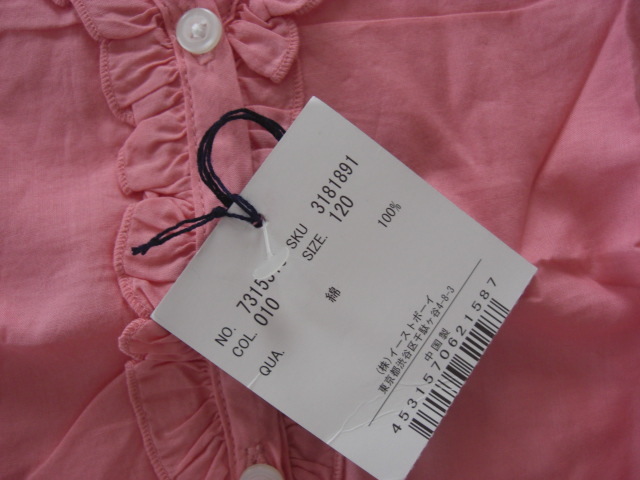 NO. SKU 3181891
COL. 010 SIZE. 120
QUA. 綿 100%
(株)イーストボーイ
東京都渋谷区千駄ケ谷4-8-3
中国製
4531570621587